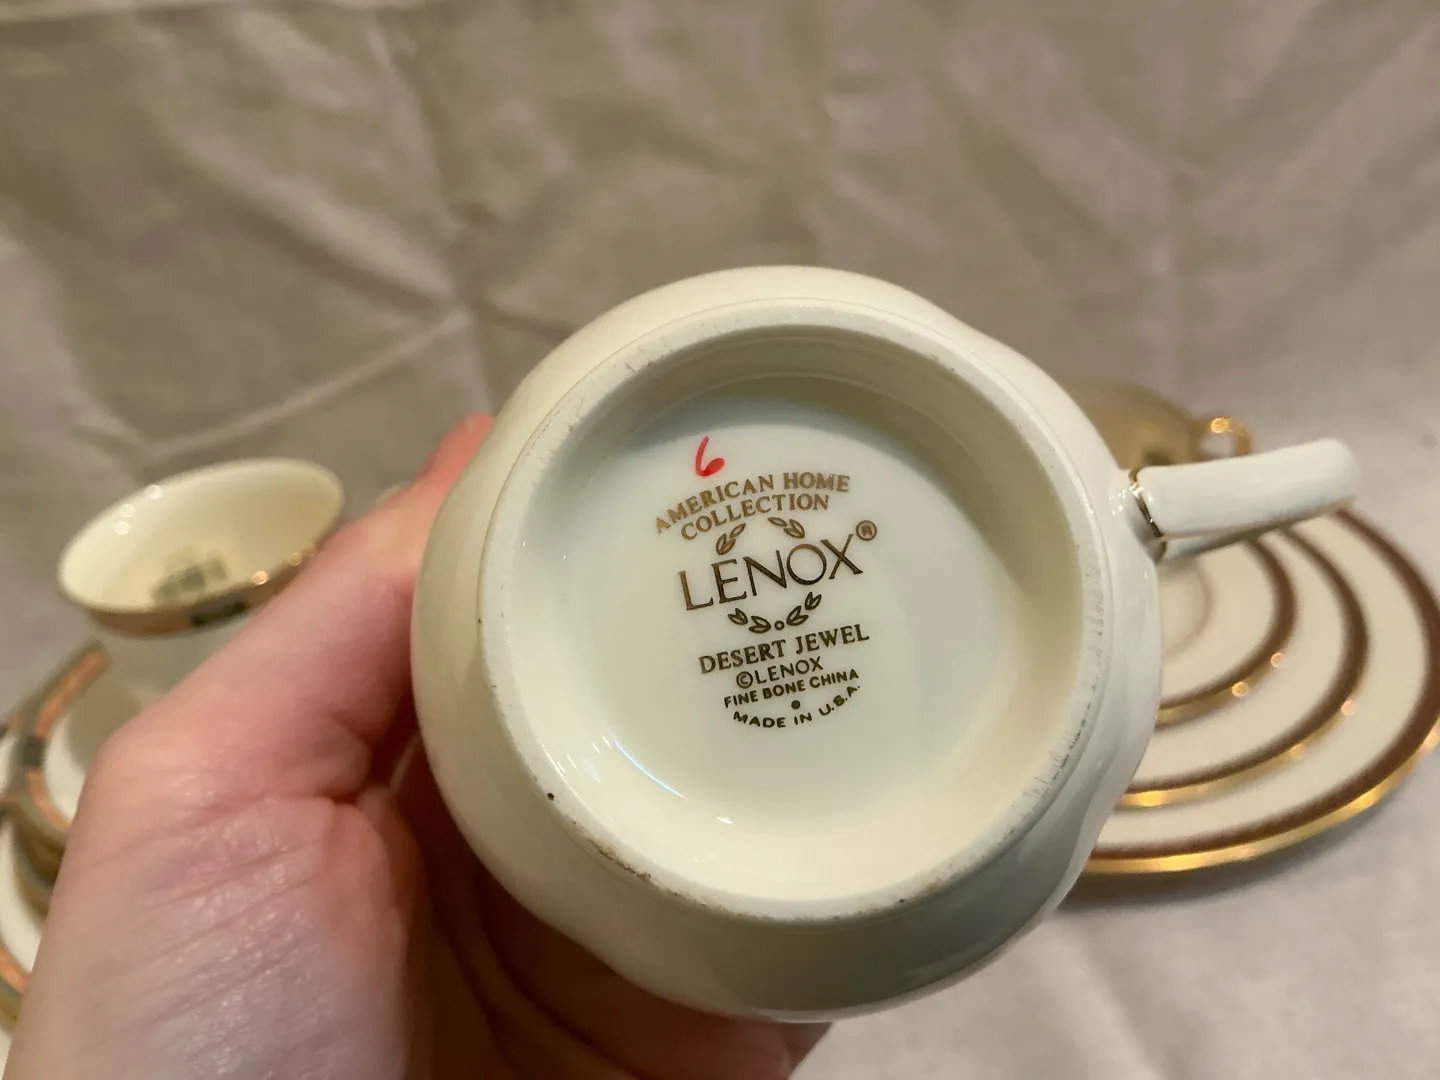 6
AMERICAN HOME
COLLECTION
LENOX®
DESERT JEWEL
©LENOX
FINE BONE CHINA
MADE IN U.S.A.